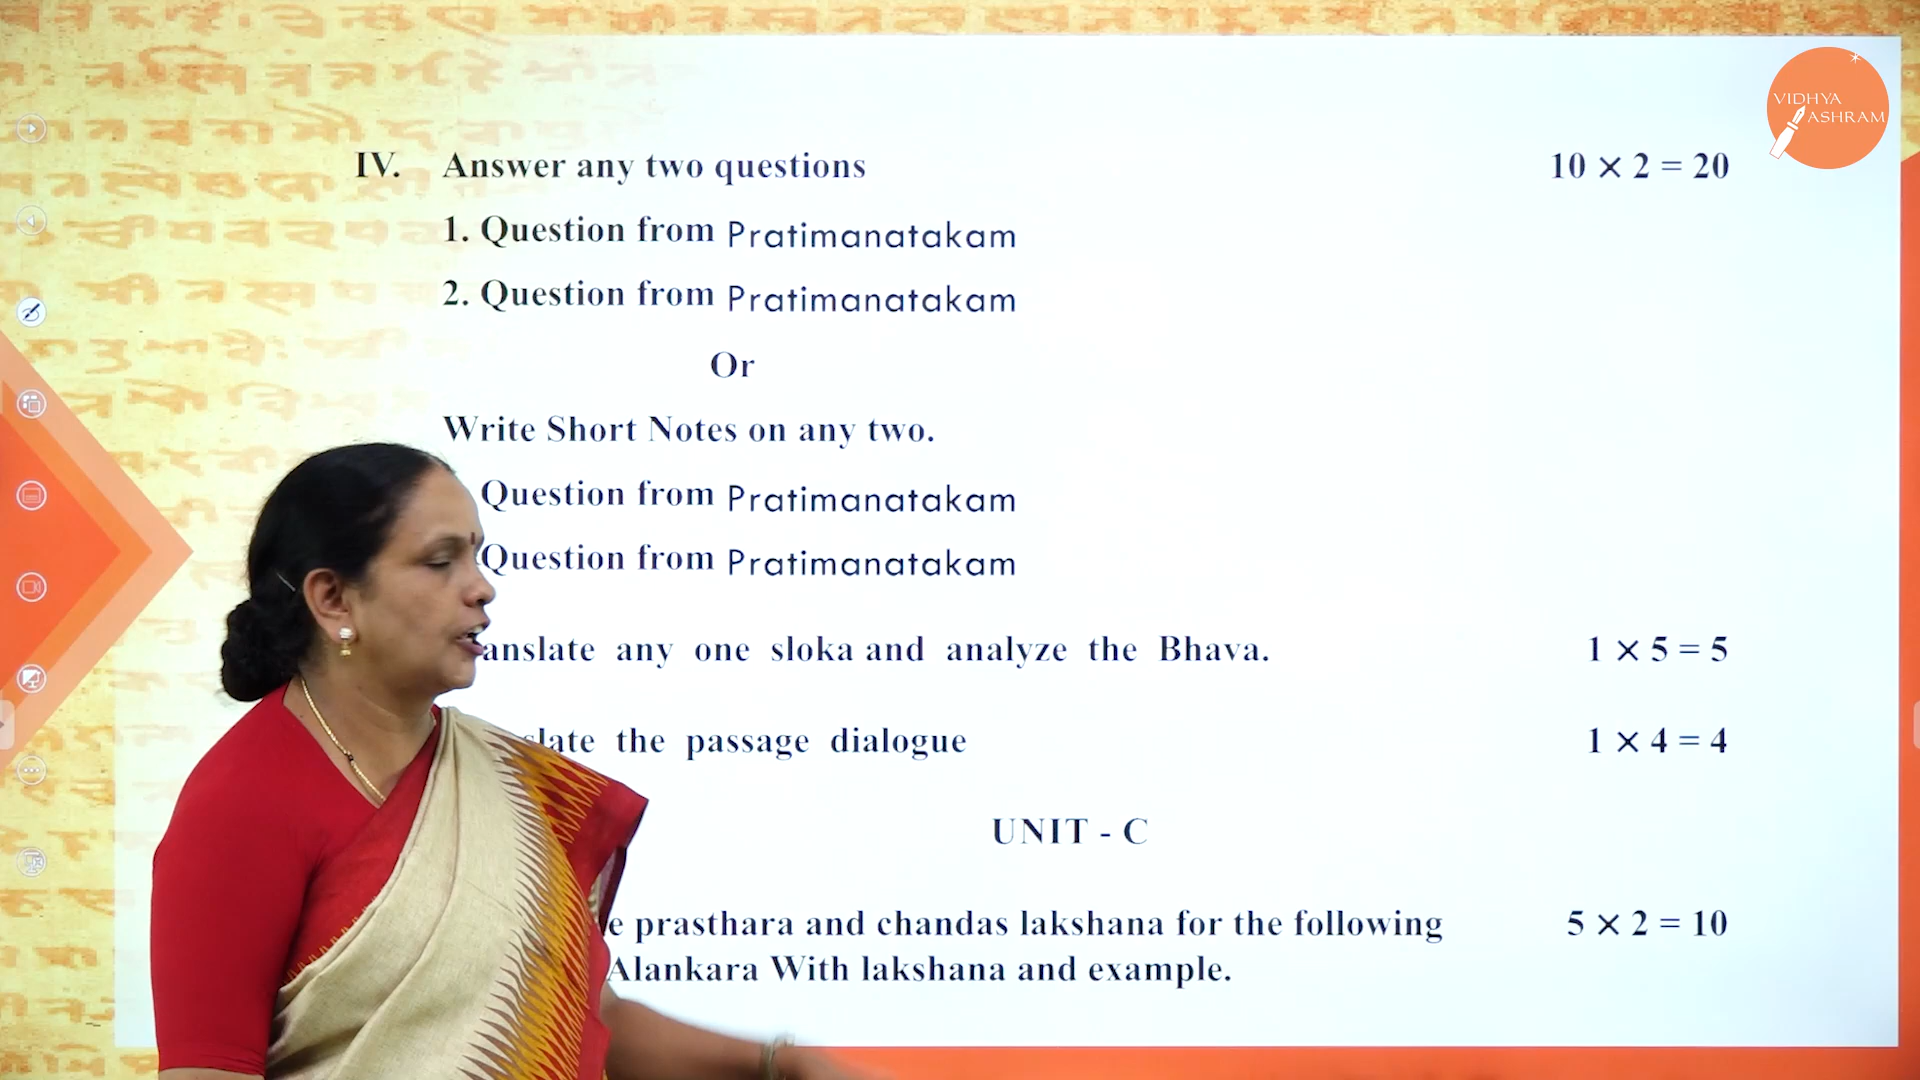 VIDHYA
ASHRAM
IV. Answer any two questions 10 × 2 = 20
1. Question from Pratimanatakam
2. Question from Pratimanatakam
Or
Write Short Notes on any two.
Question from Pratimanatakam
Question from Pratimanatakam
anslate any one sloka and analyze the Bhava. 1 × 5 = 5
slate the passage dialogue 1 × 4 = 4
UNIT - C
e prasthara and chandas lakshana for the following 5 × 2 = 10
Alankara With lakshana and example.